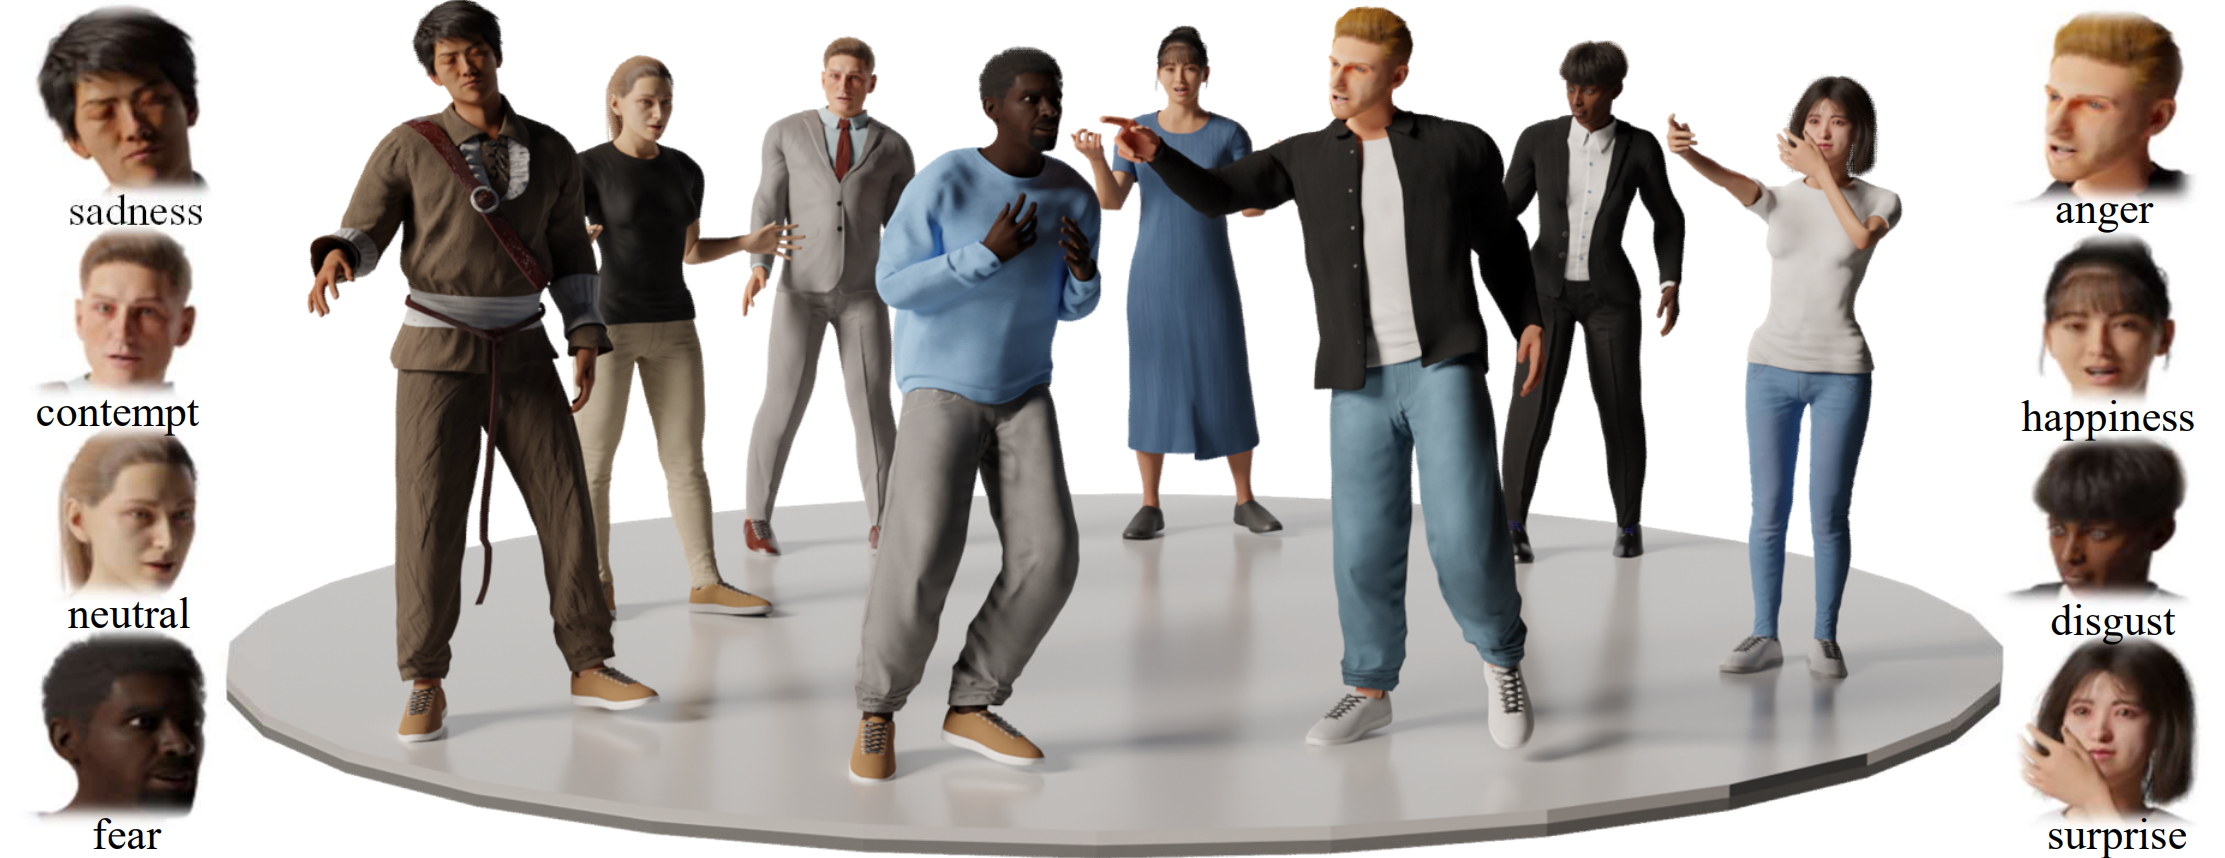 sadness
contempt
neutral
fear
anger
happiness
disgust
surprise